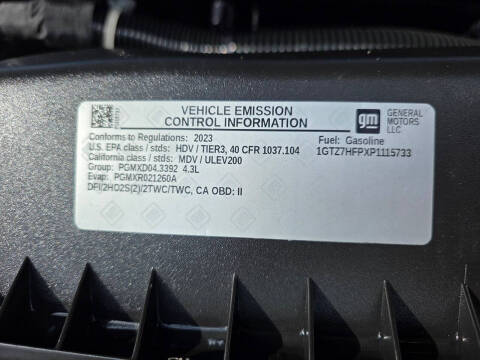 VEHICLE EMISSION
CONTROL INFORMATION
gm
GENERAL
MOTORS
LLC
Conforms to Regulations: 2023
Fuel: Gasoline
U.S. EPA class / stds: HDV / TIER3, 40 CFR 1037.104
1GTZ7HFPXP1115733
California class / stds: MDV / ULEV200
Group: PGMXD04.3392 4.3L
Evap: PGMXR021260A
DFI/2HO2S(2)/2TWC/TWC, CA OBD: II